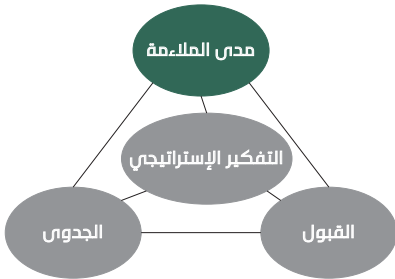 مدى الملاءمة
التفكير الإستراتيجي
القبول
الجدوى